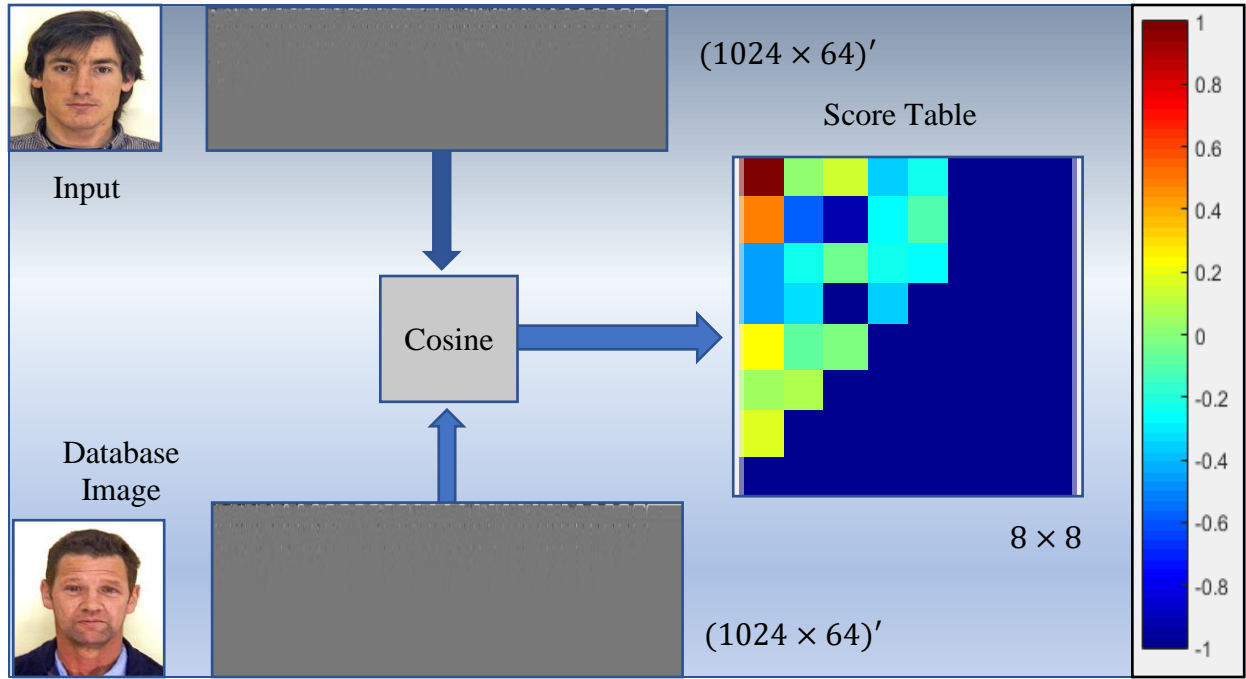 (1024 × 64)′
Score Table
Input
Cosine
Database
Image
8 × 8
(1024 × 64)′
1
0.8
0.6
0.4
0.2
0
-0.2
-0.4
-0.6
-0.8
-1